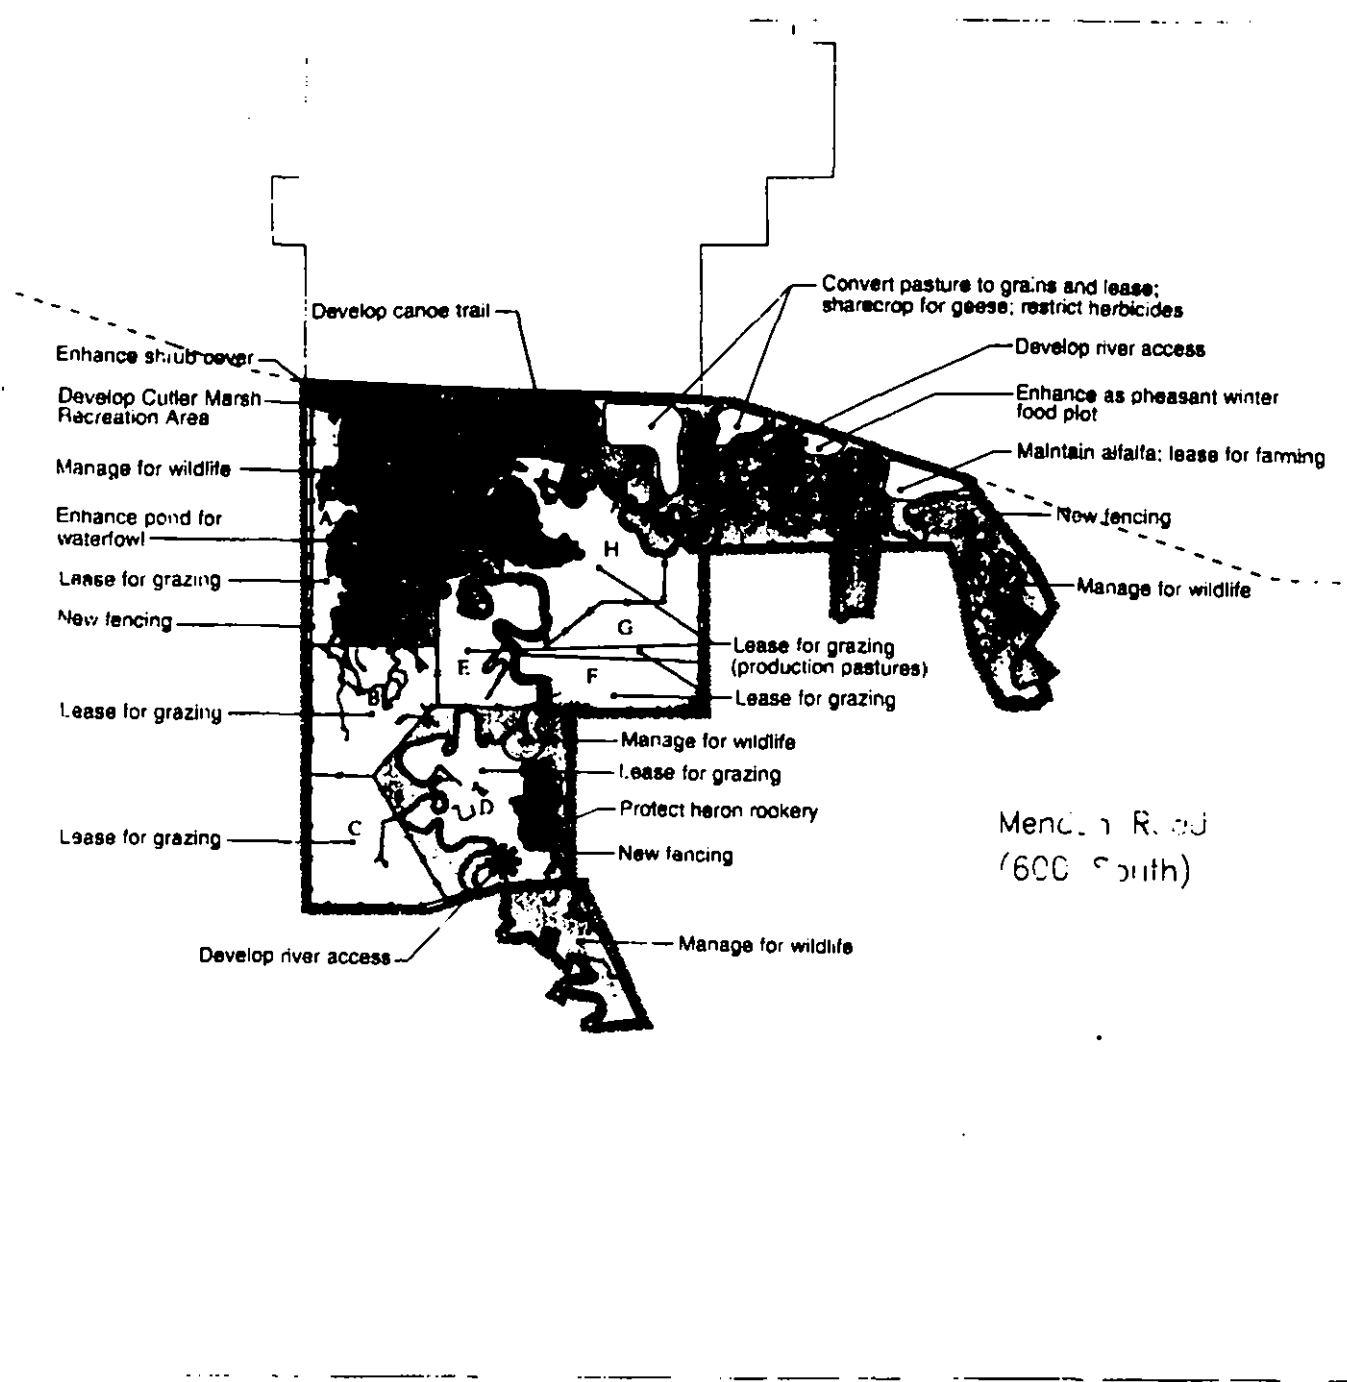 Convert pasture to grains and lease;
sharecrop for geese; restrict herbicides
Develop canoe trail
Develop river access
Enhance shrub cover
Enhance as pheasant winter
food plot
Develop Cutler Marsh
Recreation Area
Maintain alfalfa; lease for farming
Manage for wildlife
Enhance pond for
waterfowl
A
New fencing
H
Lease for grazing
Manage for wildlife
New fencing
G
Lease for grazing
(production pastures)
E
F
B
Lease for grazing
Lease for grazing
Manage for wildlife
Lease for grazing
D
Protect heron rookery
C
Lease for grazing
New fencing
South)
Manage for wildlife
Develop river access